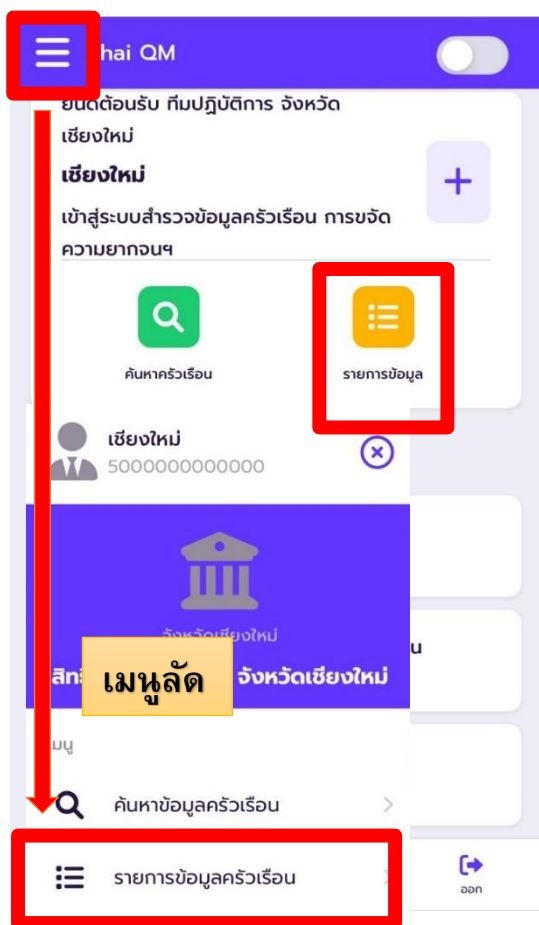 hai QM
ยินดีต้อนรับ ทีมปฏิบัติการ จังหวัด
เชียงใหม่
เชียงใหม่
เข้าสู่ระบบสำรวจข้อมูลครัวเรือน การขจัด
ความยากจนฯ
ค้นหาครัวเรือน
รายการข้อมูล
เชียงใหม่
5000000000000
จังหวัดเชียงใหม่
สิท
จังหวัดเชียงใหม่
เมนูลัด
น
มนู
ค้นหาข้อมูลครัวเรือน
รายการข้อมูลครัวเรือน
ออก